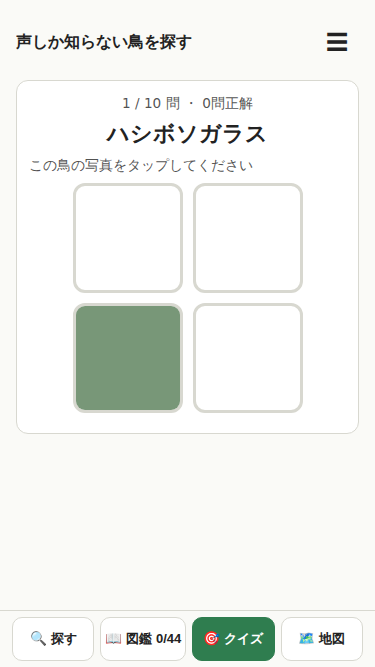 声しか知らない鳥を探す
1 / 10 問 ・ 0問正解
ハシボソガラス
この鳥の写真をタップしてください
🔍 探す
📖 図鑑 0/44
🎯 クイズ
🗺️ 地図